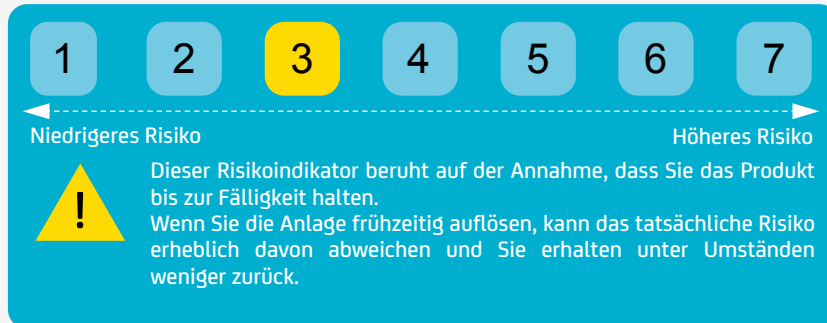 1 2 3 4 5 6 7
Niedrigeres Risiko Höheres Risiko
!
Dieser Risikoindikator beruht auf der Annahme, dass Sie das Produkt
bis zur Fälligkeit halten.
Wenn Sie die Anlage frühzeitig auflösen, kann das tatsächliche Risiko
erheblich davon abweichen und Sie erhalten unter Umständen
weniger zurück.